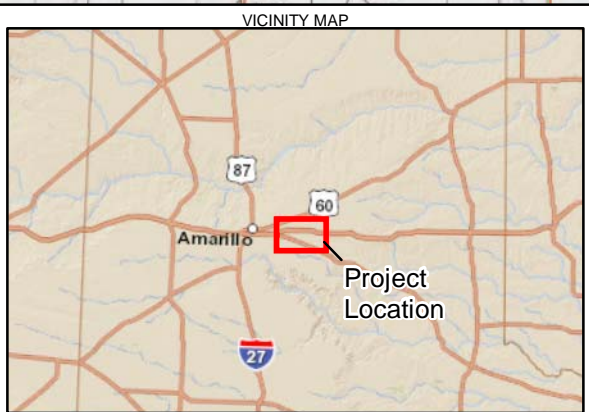 VICINITY MAP
87
60
Amarillo
Project
Location
27